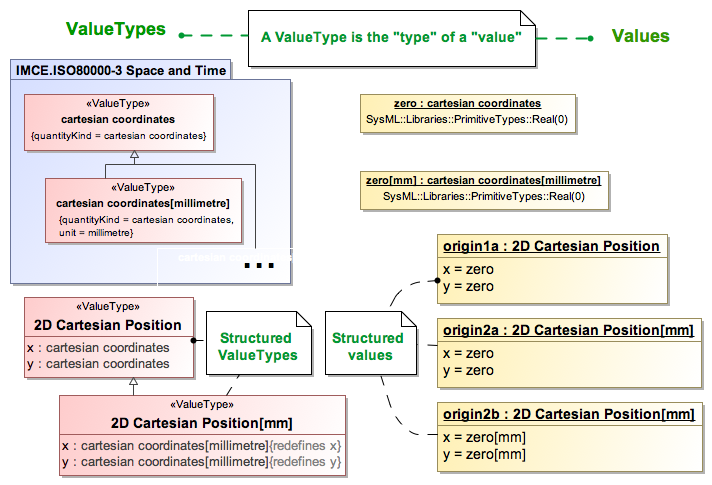 ValueTypes
A ValueType is the "type" of a "value"
Values
IMCE.ISO80000-3 Space and Time
«ValueType»
cartesian coordinates
{quantityKind = cartesian coordinates}
«ValueType»
cartesian coordinates[millimetre]
{quantityKind = cartesian coordinates,
unit = millimetre}
...
zero : cartesian coordinates
SysML::Libraries::PrimitiveTypes::Real(0)
zero[mm] : cartesian coordinates[millimetre]
SysML::Libraries::PrimitiveTypes::Real(0)
«ValueType»
2D Cartesian Position
x : cartesian coordinates
y : cartesian coordinates
Structured
ValueTypes
«ValueType»
2D Cartesian Position[mm]
x : cartesian coordinates[millimetre]{redefines x}
y : cartesian coordinates[millimetre]{redefines y}
Structured
values
origin1a : 2D Cartesian Position
x = zero
y = zero
origin2a : 2D Cartesian Position[mm]
x = zero
y = zero
origin2b : 2D Cartesian Position[mm]
x = zero[mm]
y = zero[mm]